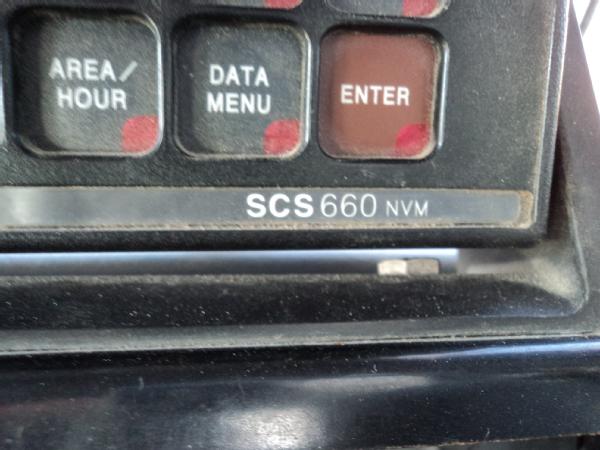 AREA/
HOUR
DATA
MENU
ENTER
SCS 660 NVM